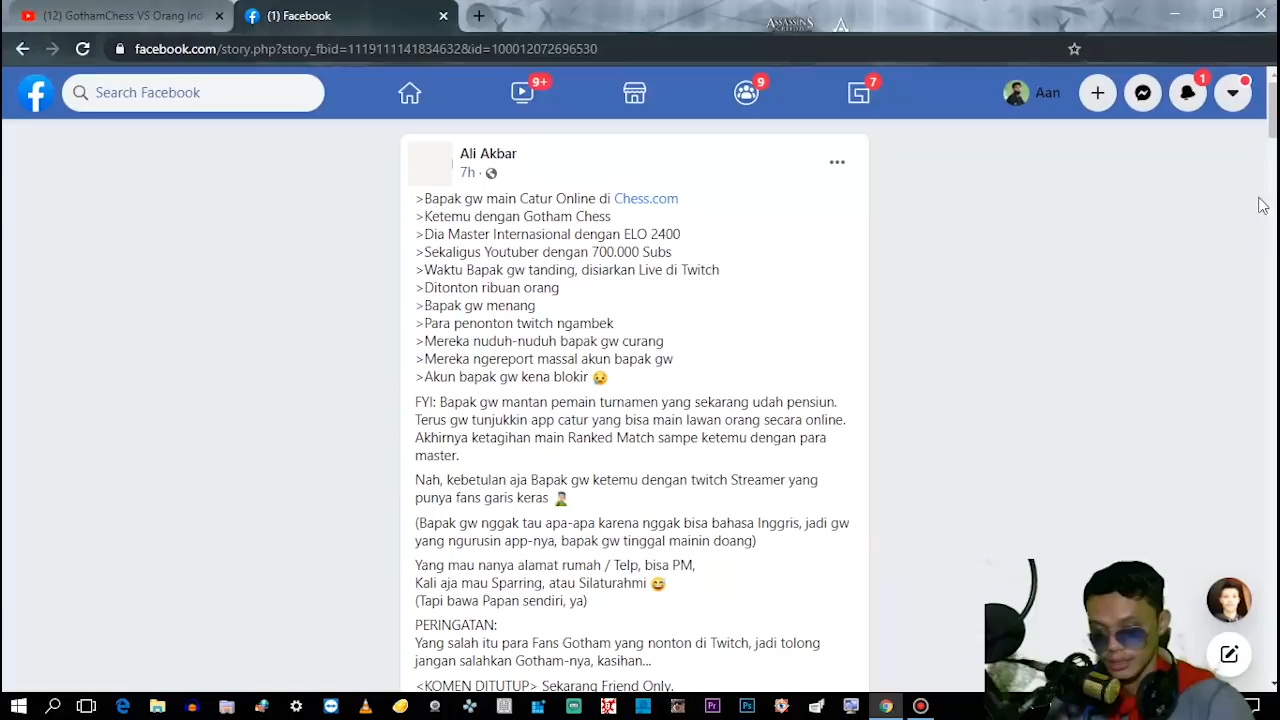 (12) GothamChess VS Orang Ind
(1) Facebook
ASSASSINS
facebook.com/story.php?story_fbid=1119111141834632&id=100012072696530
Search Facebook
9+
9
7
Aan
1
Ali Akbar
7h ·
>Bapak gw main Catur Online di Chess.com
>Ketemu dengan Gotham Chess
>Dia Master Internasional dengan ELO 2400
>Sekaligus Youtuber dengan 700.000 Subs
>Waktu Bapak gw tanding, disiarkan Live di Twitch
>Ditonton ribuan orang
>Bapak gw menang
>Para penonton twitch ngambek
>Mereka nuduh-nuduh bapak gw curang
>Mereka ngereport massal akun bapak gw
>Akun bapak gw kena blokir 😢
FYI: Bapak gw mantan pemain turnamen yang sekarang udah pensiun.
Terus gw tunjukkin app catur yang bisa main lawan orang secara online.
Akhirnya ketagihan main Ranked Match sampe ketemu dengan para
master.
Nah, kebetulan aja Bapak gw ketemu dengan twitch Streamer yang
punya fans garis keras
(Bapak gw nggak tau apa-apa karena nggak bisa bahasa Inggris, jadi gw
yang ngurusin app-nya, bapak gw tinggal mainin doang)
Yang mau nanya alamat rumah / Telp, bisa PM,
Kali aja mau Sparring, atau Silaturahmi 😅
(Tapi bawa Papan sendiri, ya)
PERINGATAN:
Yang salah itu para Fans Gotham yang nonton di Twitch, jadi tolong
jangan salahkan Gotham-nya, kasihan...
<KOMEN DITUTUP> Sekarang Friend Only.
Pr
Ps